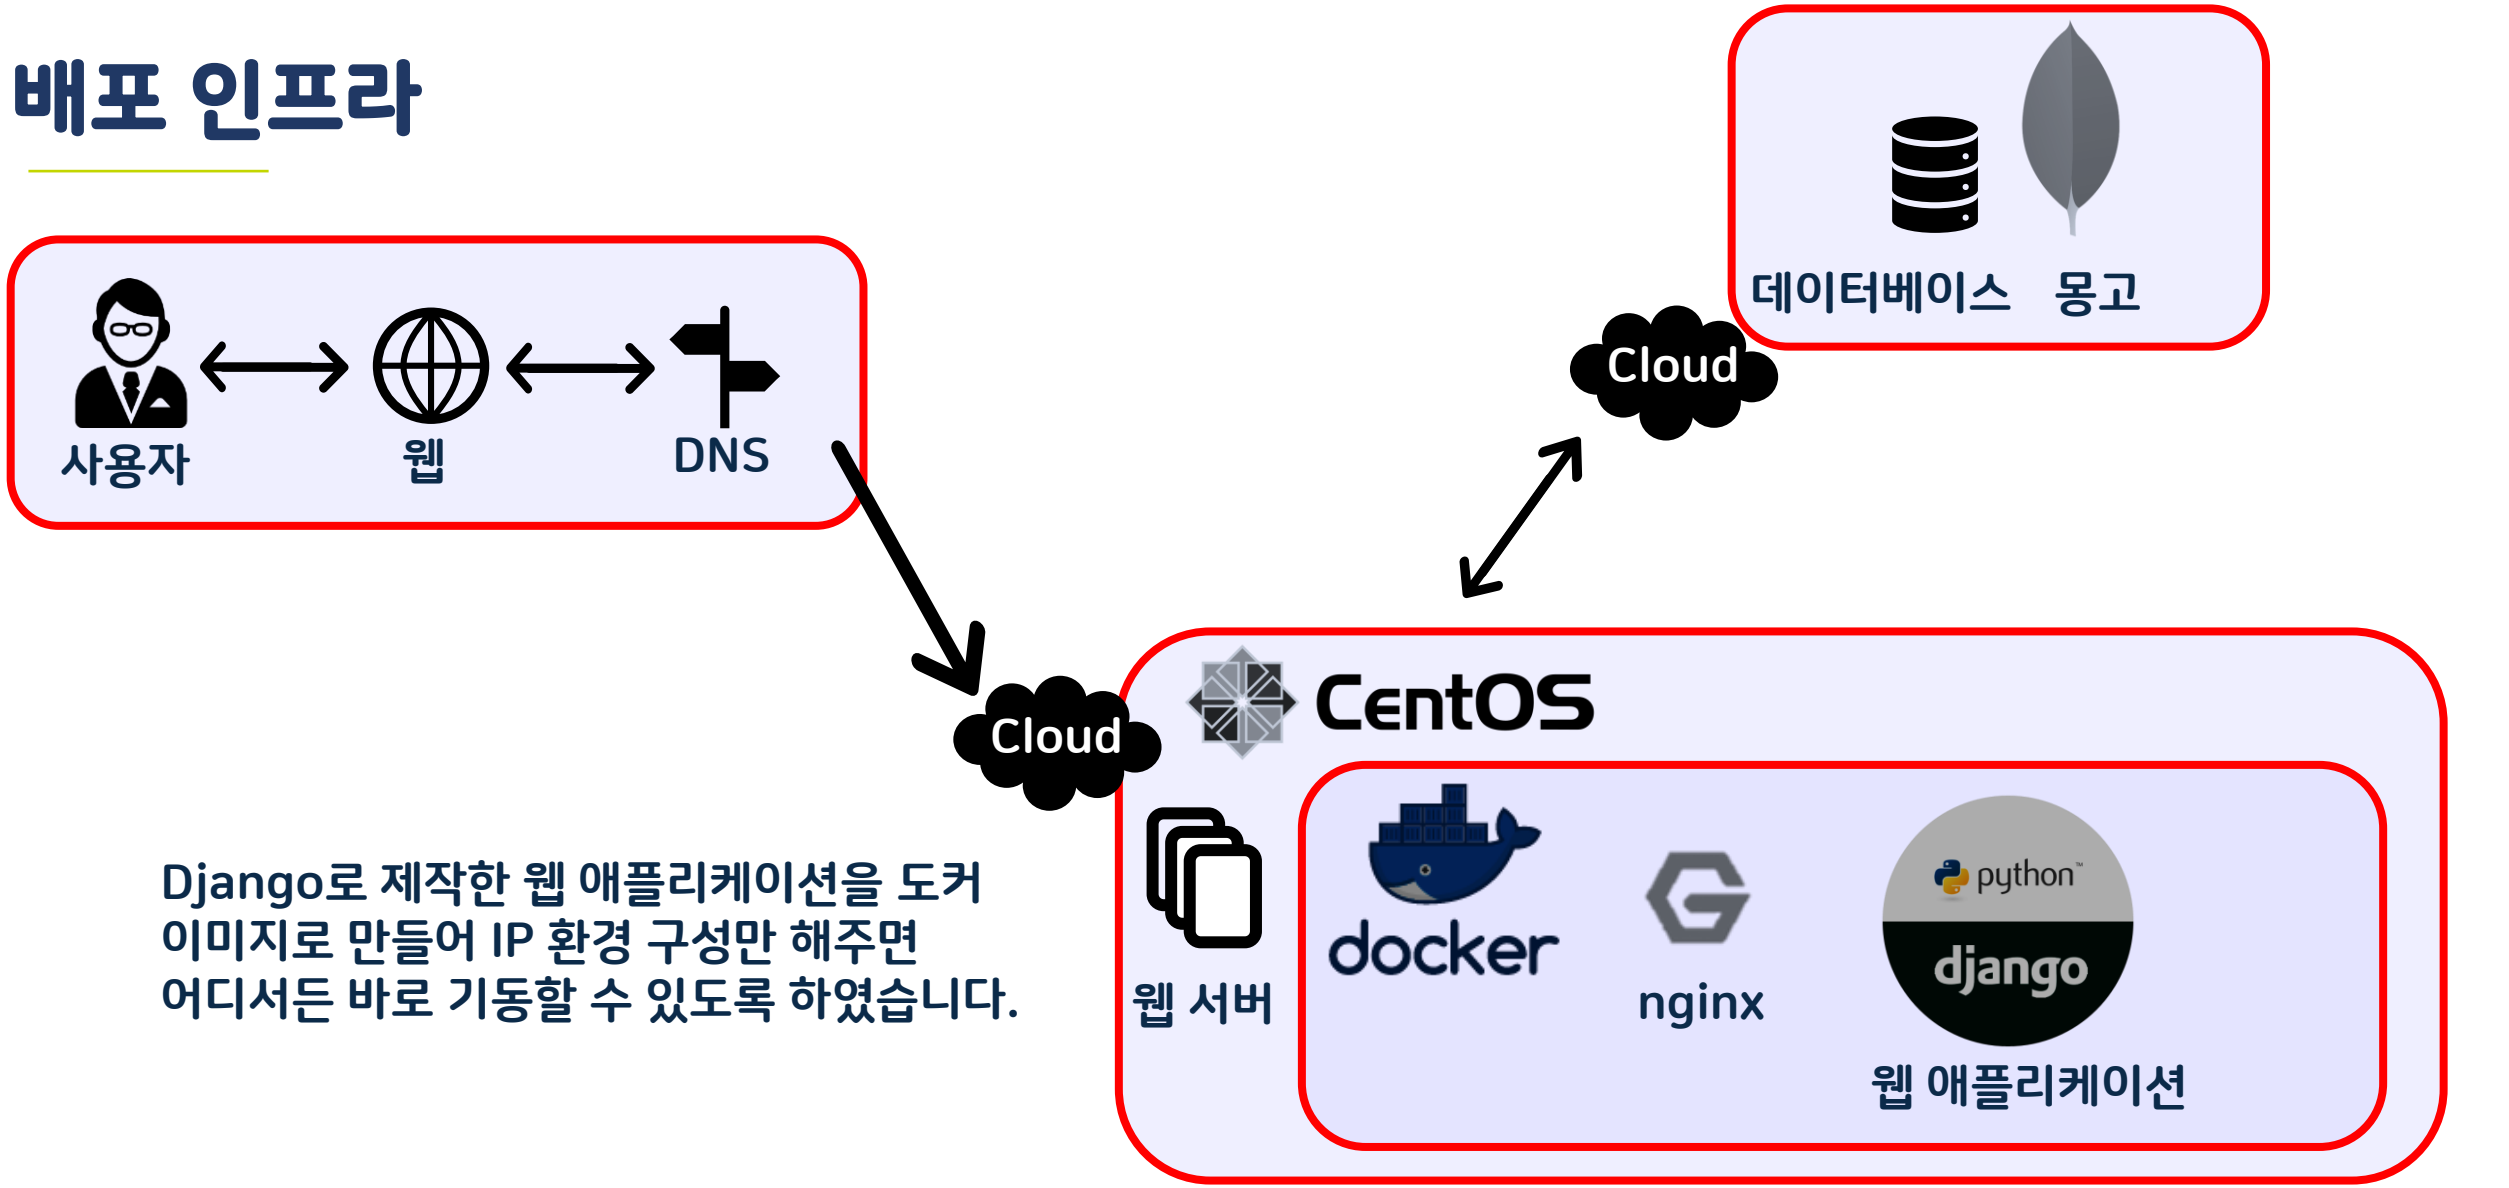 배포 인프라
사용자
웹
DNS
Cloud
데이터베이스 몽고
Cloud
CentOS
웹 서버
docker
nginx
python™
django
웹 애플리케이션
Django로 제작한 웹 애플리케이션을 도커
이미지로 만들어 IP 환경 구성만 해주면
어디서든 바로 기동할 수 있도록 하였습니다.